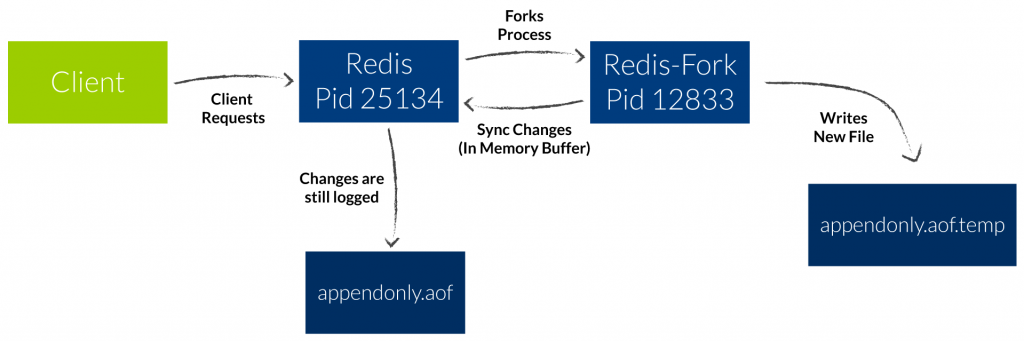 Client
Client
Requests
Redis
Pid 25134
Forks
Process
Sync Changes
(In Memory Buffer)
Redis-Fork
Pid 12833
Writes
New File
Changes are
still logged
appendonly.aof
appendonly.aof.temp